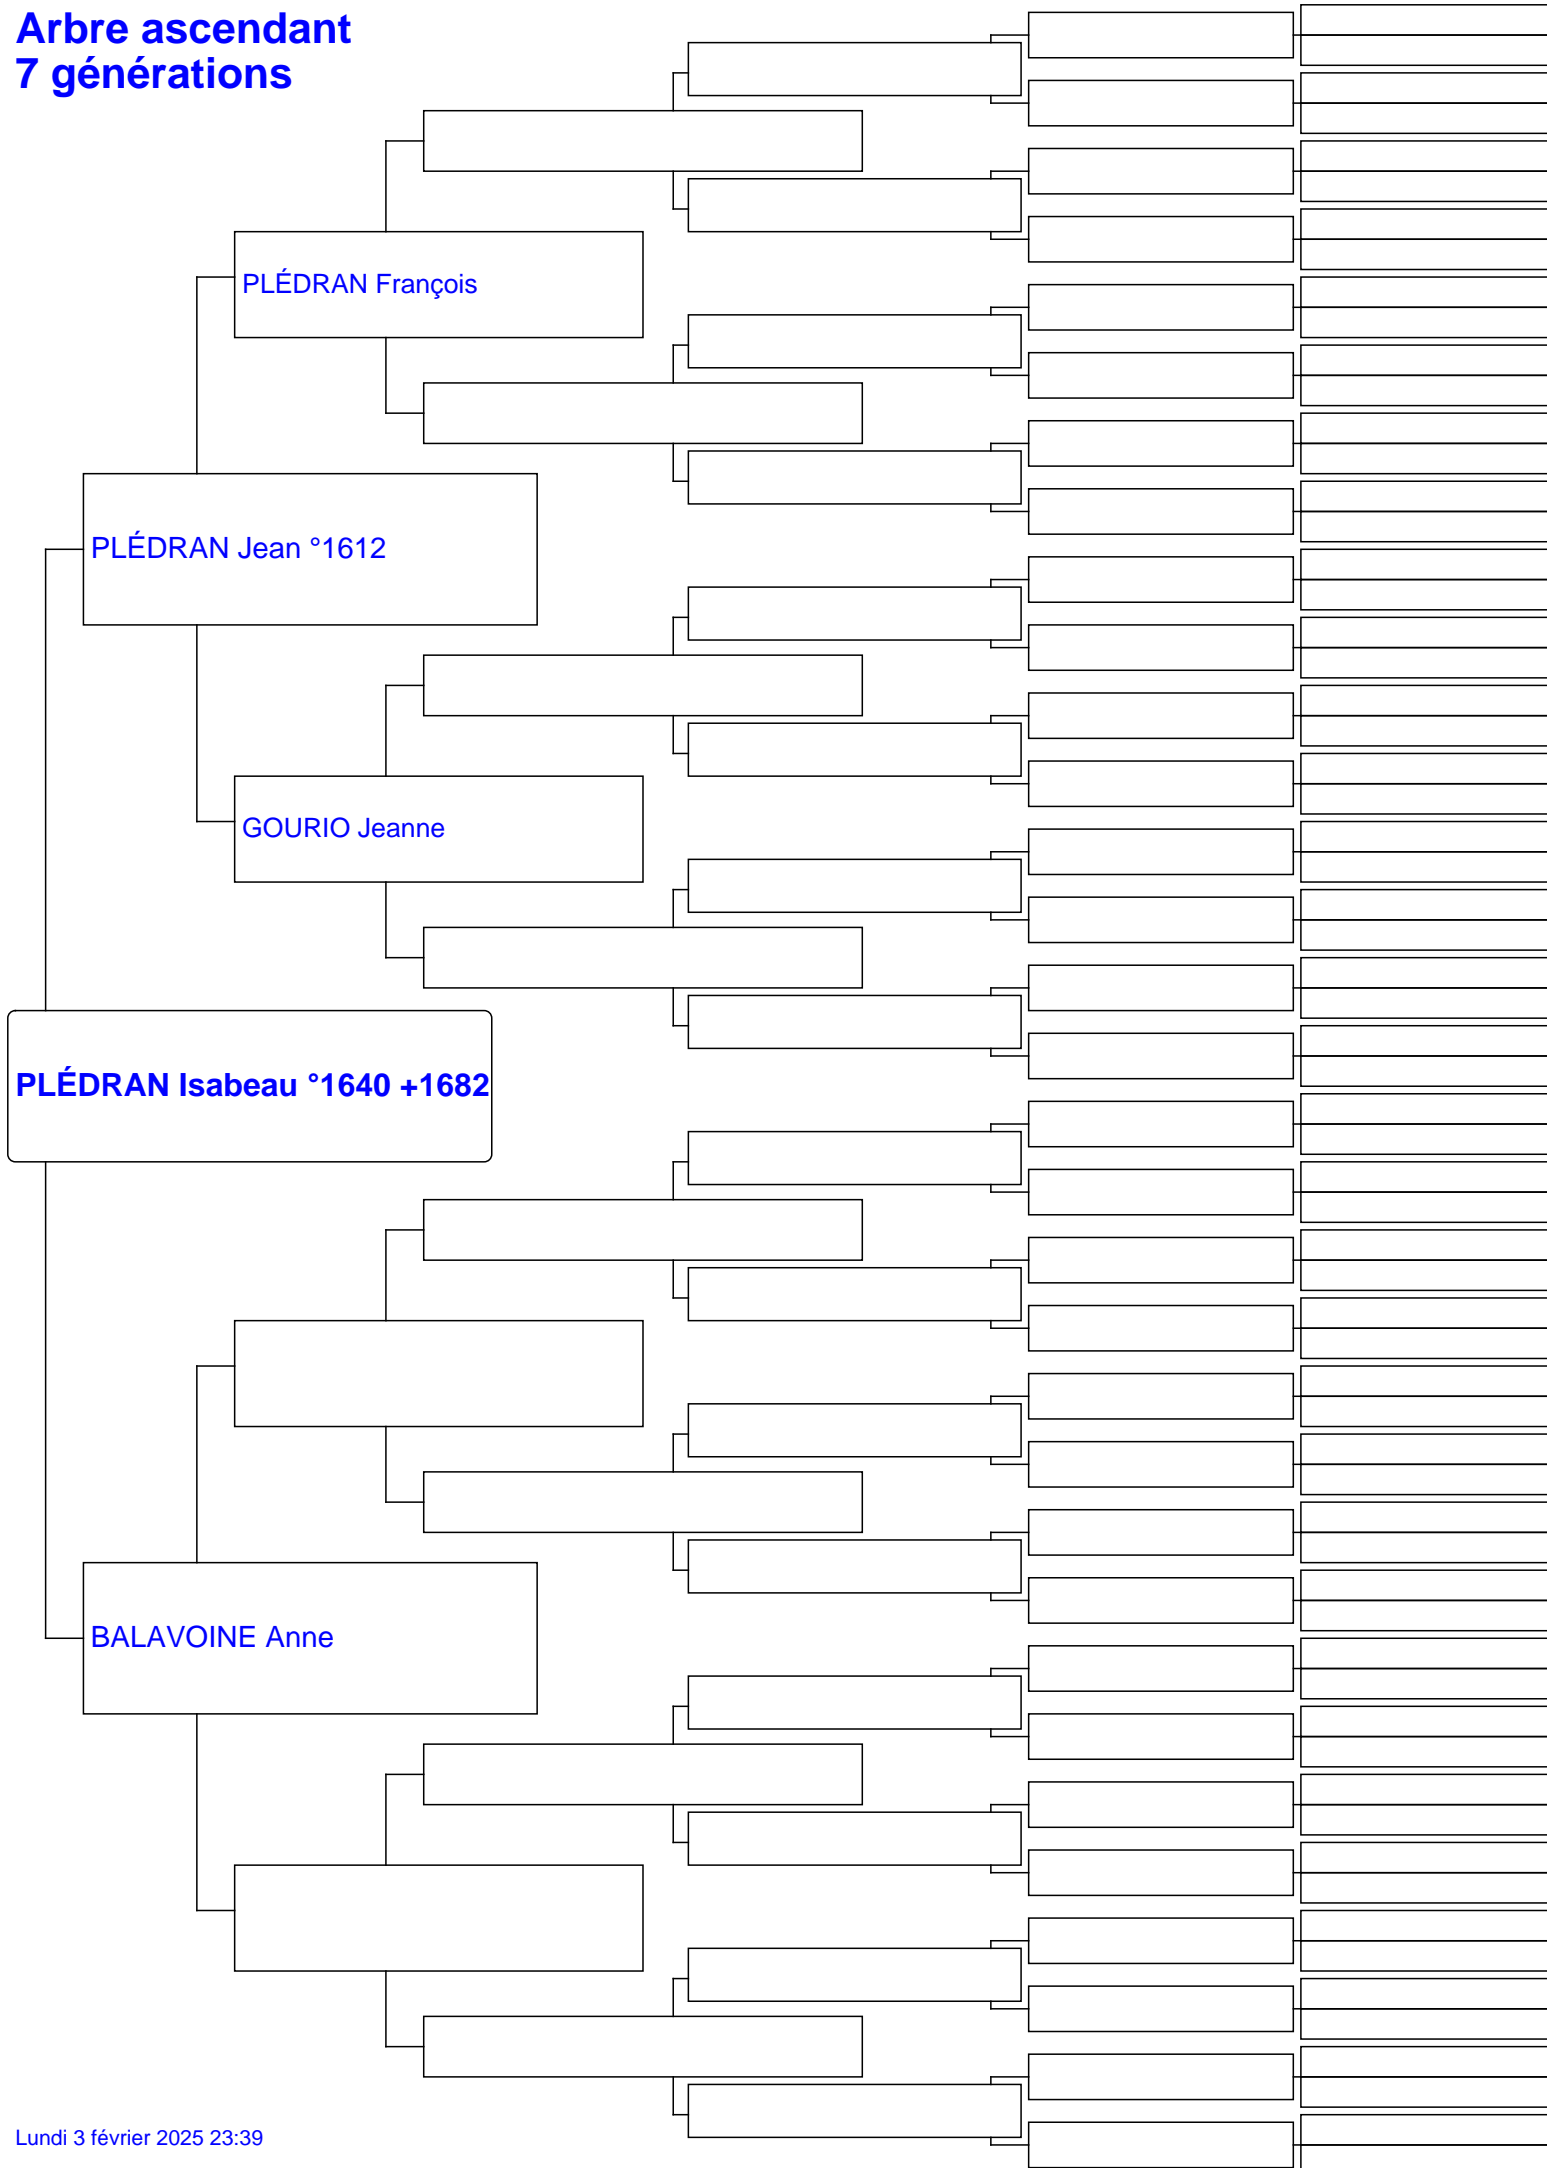 Arbre ascendant
7 générations
PLÉDRAN François
PLÉDRAN Jean °1612
GOURIO Jeanne
PLÉDRAN Isabeau °1640 +1682
BALAVOINE Anne
Lundi 3 février 2025 23:39